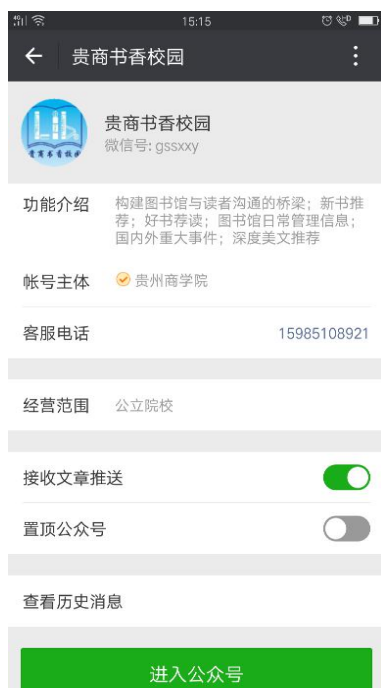 15:15
贵商书香校园
贵商书香校园
微信号: gssxxy
功能介绍
构建图书馆与读者沟通的桥梁；新书推
荐；好书荐读；图书馆日常管理信息；
国内外重大事件；深度美文推荐
帐号主体
贵州商学院
客服电话
15985108921
经营范围
公立院校
接收文章推送
置顶公众号
查看历史消息
进入公众号